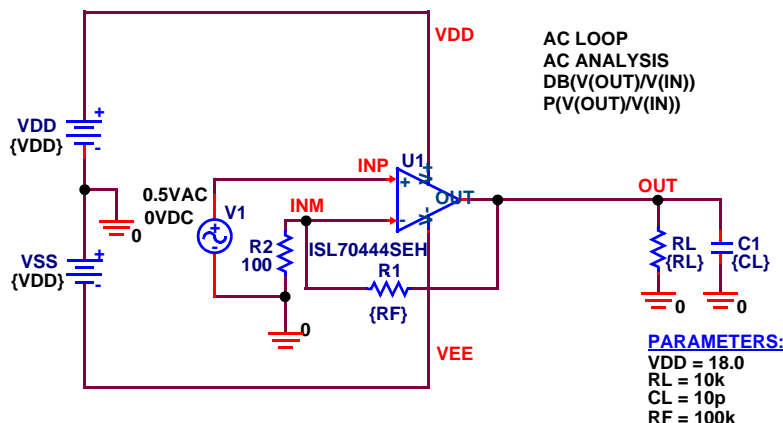 VDD
AC LOOP
AC ANALYSIS
DB(V(OUT)/V(IN))
P(V(OUT)/V(IN))
+
VDD
-
{VDD}
0
0.5VAC
0VDC
V1
+
-
INP
INM
U1
+
-
V+
V-
OUT
ISL70444SEH
R2
100
R1
{RF}
0
VSS
+
-
{VDD}
VEE
OUT
RL
{RL}
C1
{CL}
0
0
PARAMETERS:
VDD = 18.0
RL = 10k
CL = 10p
RF = 100k